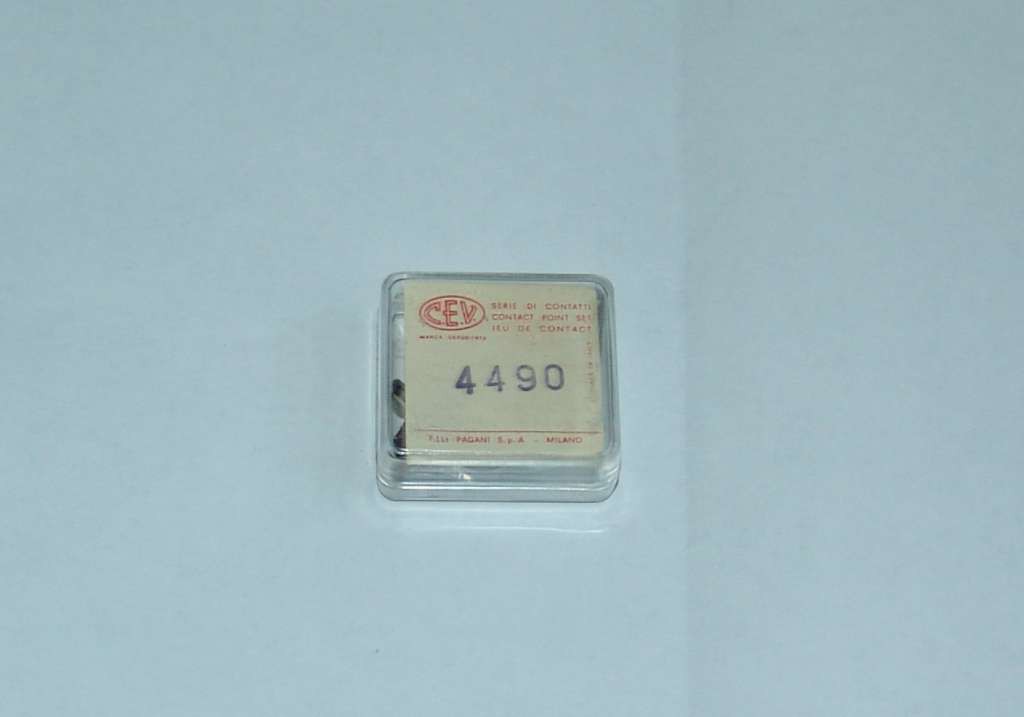 C.E.V.
SERIE DI CONTATTI
CONTACT POINT SET
JEU DE CONTACT
MARCA DEPOSITATA
4490
F.LLI PAGANI S.p.A - MILANO